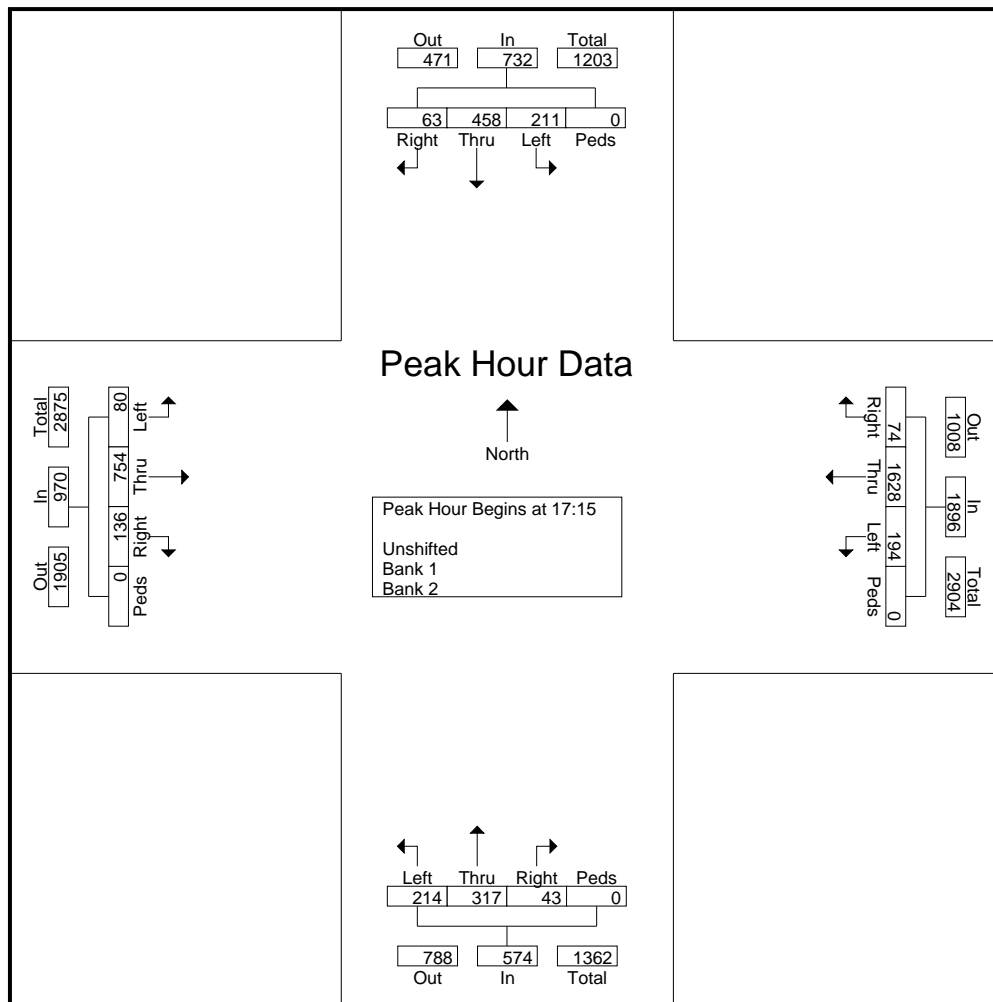 Out In Total
471 732 1203
63 458 211 0
Right Thru Left Peds
Peak Hour Data
North
Peak Hour Begins at 17:15
Unshifted
Bank 1
Bank 2
Total In Out
2875 970 1905
80 754 136 0
Left Thru Right Peds
Out In Total
1008 1896 2904
74 1628 194 0
Right Thru Left Peds
Left Thru Right Peds
214 317 43 0
788 574 1362
Out In Total